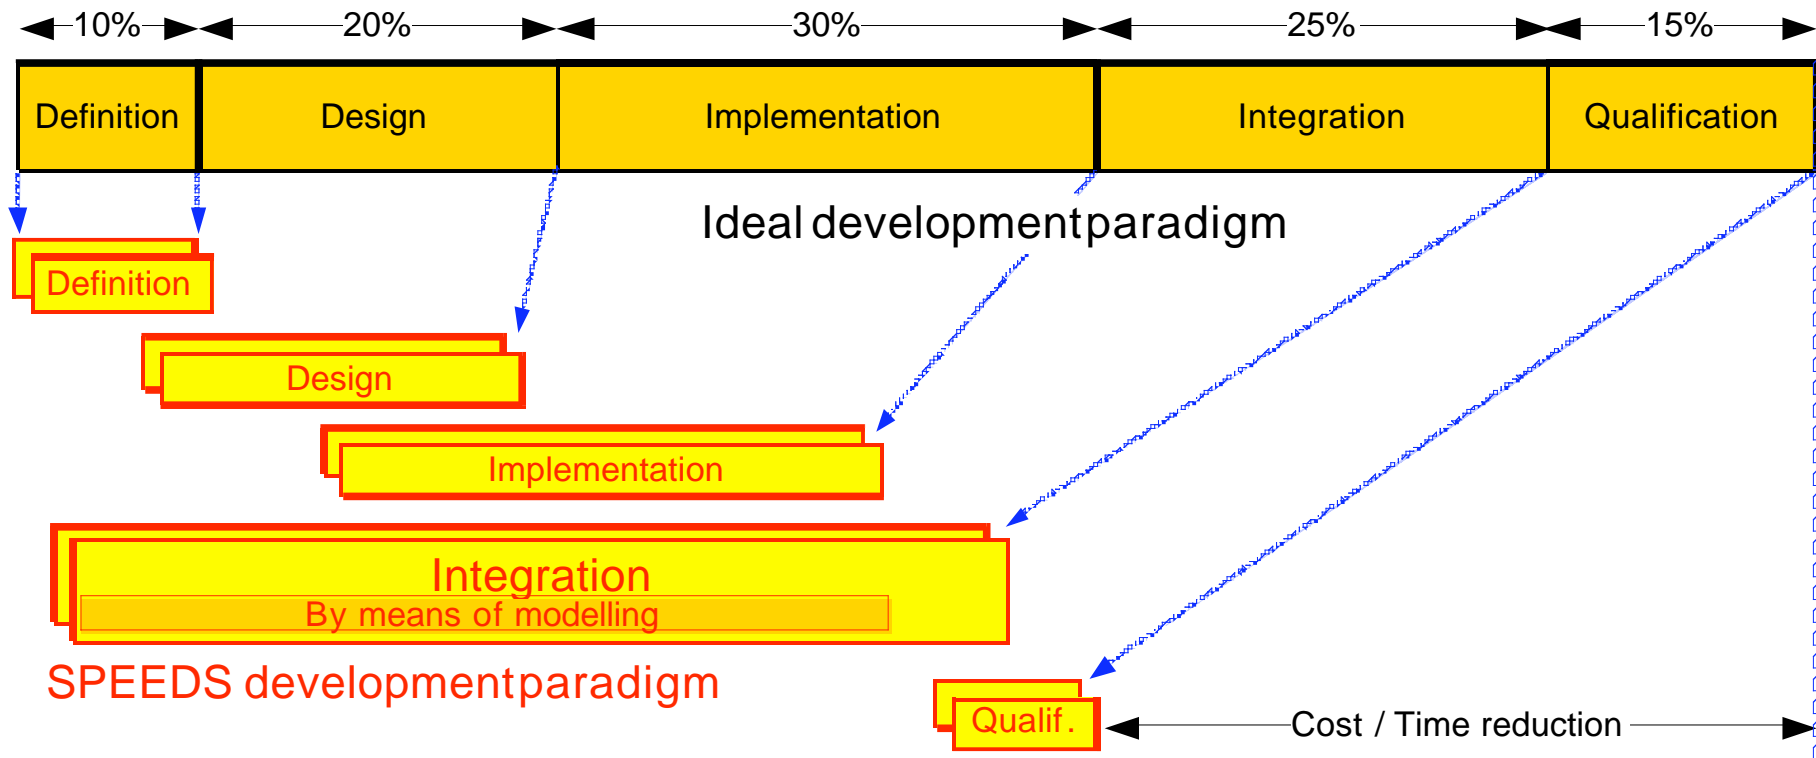 10% 20% 30% 25% 15%
Definition Design Implementation Integration Qualification
Ideal development paradigm
Definition
Design
Implementation
Integration
By means of modelling
SPEEDS development paradigm
Qualif.
Cost / Time reduction